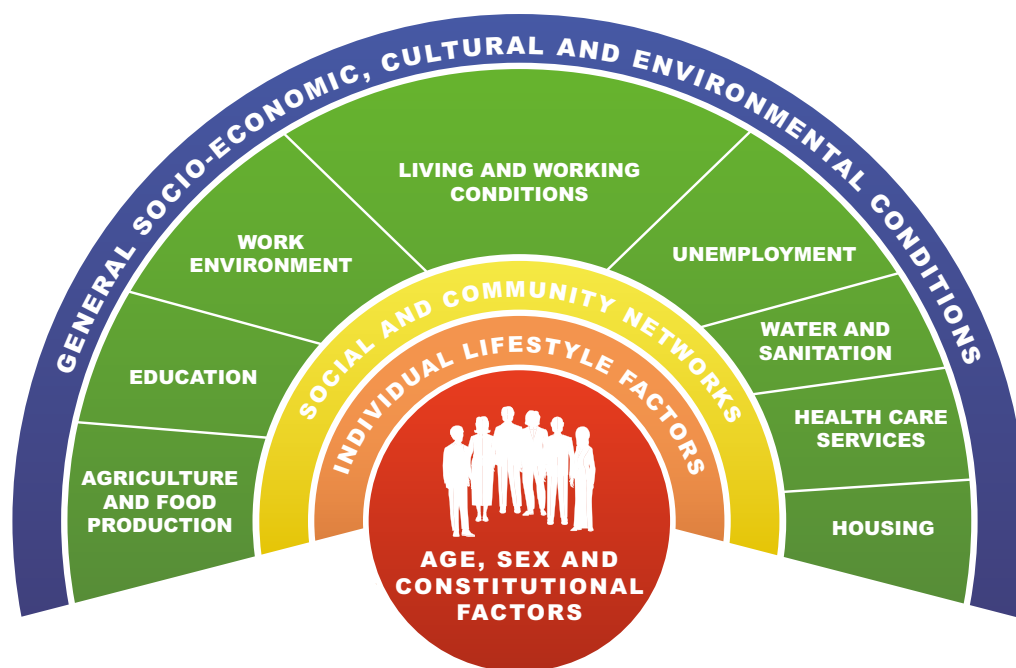 GENERAL SOCIO-ECONOMIC, CULTURAL AND ENVIRONMENTAL CONDITIONS
LIVING AND WORKING
CONDITIONS
WORK
ENVIRONMENT
UNEMPLOYMENT
EDUCATION
WATER AND
SANITATION
AGRICULTURE
AND FOOD
PRODUCTION
HEALTH CARE
SERVICES
HOUSING
SOCIAL AND COMMUNITY NETWORKS
INDIVIDUAL LIFESTYLE FACTORS
AGE, SEX AND
CONSTITUTIONAL
FACTORS